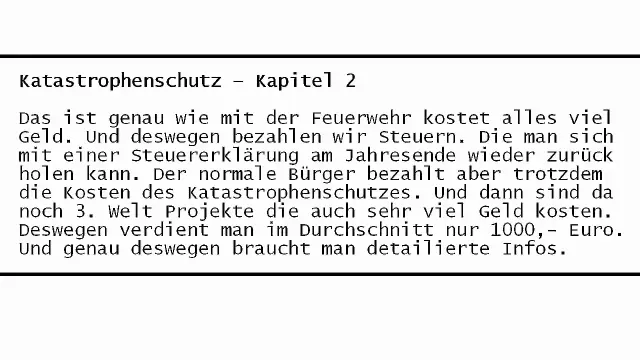 Katastrophenschutz – Kapitel 2
Das ist genau wie mit der Feuerwehr kostet alles viel
Geld. Und deswegen bezahlen wir Steuern. Die man sich
mit einer Steuererklärung am Jahresende wieder zurück
holen kann. Der normale Bürger bezahlt aber trotzdem
die Kosten des Katastrophenschutzes. Und dann sind da
noch 3. Welt Projekte die auch sehr viel Geld kosten.
Deswegen verdient man im Durchschnitt nur 1000,- Euro.
Und genau deswegen braucht man detailierte Infos.